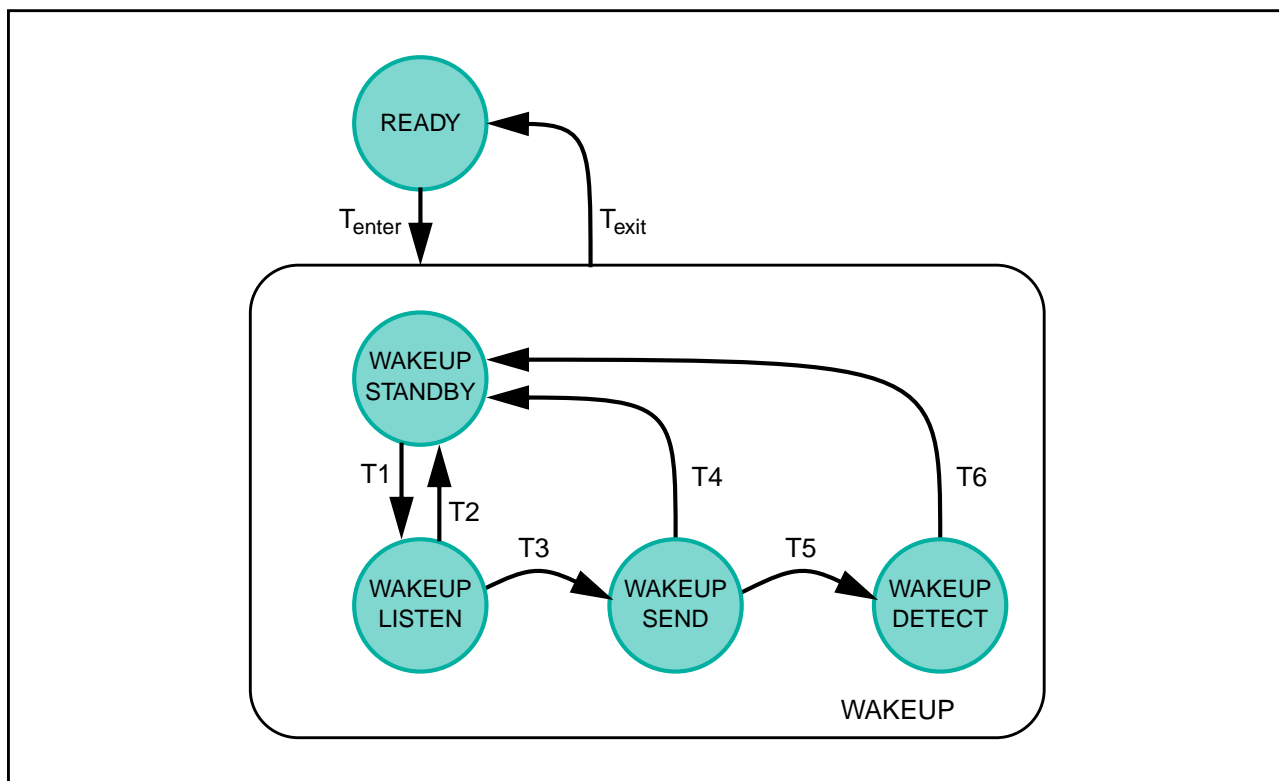 READY
Tenter
Texit
WAKEUP
STANDBY
T1
T2
T4
T6
T3
T5
WAKEUP
LISTEN
WAKEUP
SEND
WAKEUP
DETECT
WAKEUP